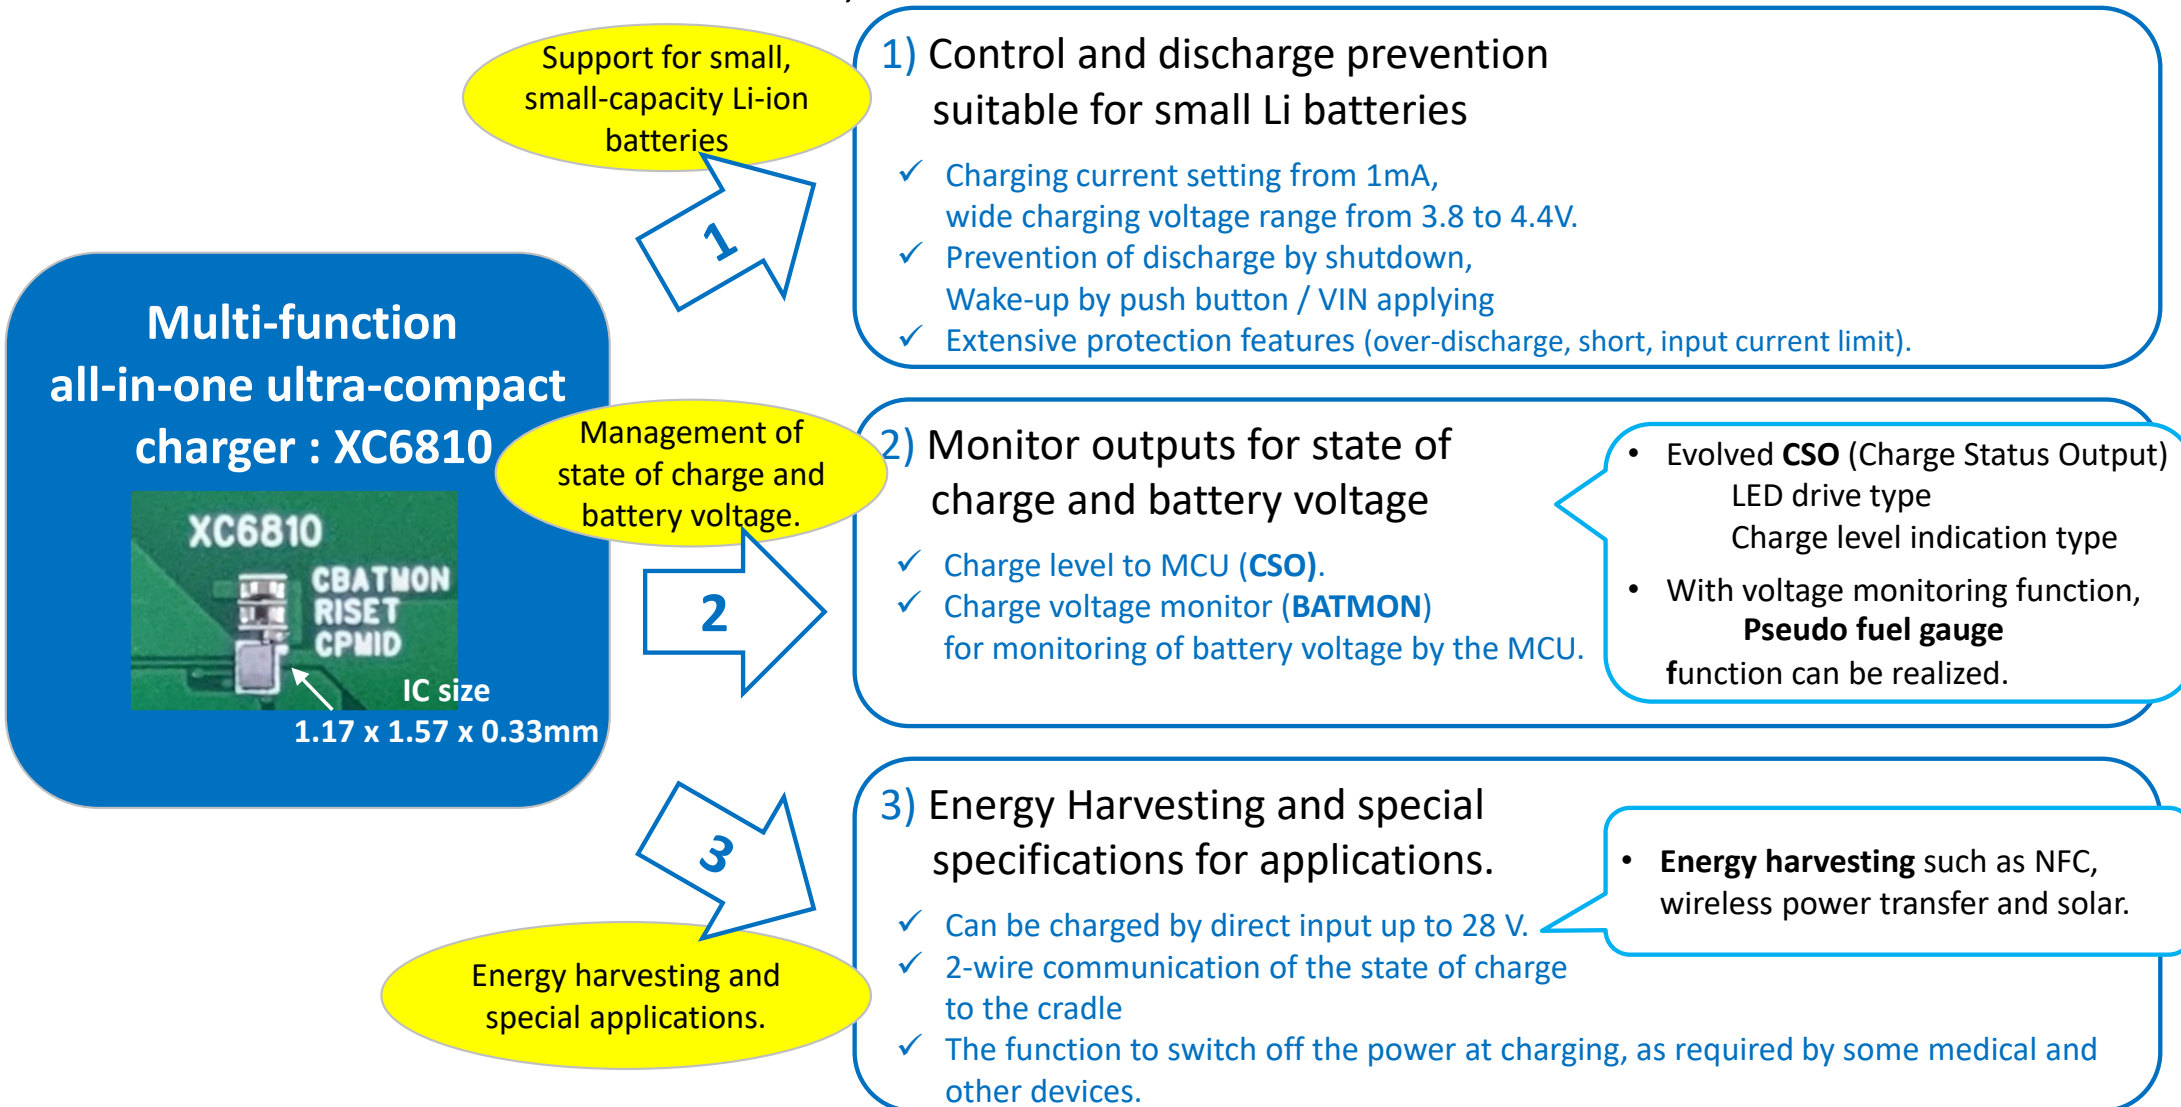 Support for small,
small-capacity Li-ion
batteries
1
1) Control and discharge prevention
suitable for small Li batteries
✓ Charging current setting from 1mA,
wide charging voltage range from 3.8 to 4.4V.
✓ Prevention of discharge by shutdown,
Wake-up by push button / VIN applying
✓ Extensive protection features (over-discharge, short, input current limit).
Multi-function
all-in-one ultra-compact
charger : XC6810
XC6810
CBATMON
RISET
CPMID
IC size
1.17 x 1.57 x 0.33mm
Management of
state of charge and
battery voltage.
2
2) Monitor outputs for state of
charge and battery voltage
✓ Charge level to MCU (CSO).
✓ Charge voltage monitor (BATMON)
for monitoring of battery voltage by the MCU.
• Evolved CSO (Charge Status Output)
LED drive type
Charge level indication type
• With voltage monitoring function,
Pseudo fuel gauge
function can be realized.
3
Energy harvesting and
special applications.
3) Energy Harvesting and special
specifications for applications.
✓ Can be charged by direct input up to 28 V.
✓ 2-wire communication of the state of charge
to the cradle
✓ The function to switch off the power at charging, as required by some medical and
other devices.
• Energy harvesting such as NFC,
wireless power transfer and solar.